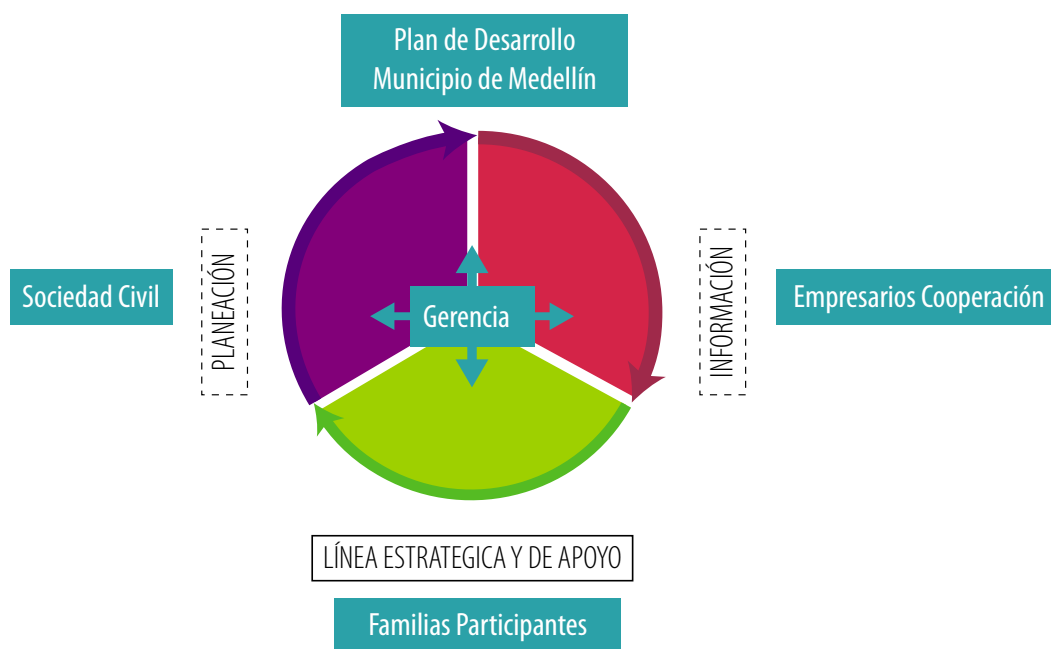 Plan de Desarrollo
Municipio de Medellín
Sociedad Civil
PLANEACIÓN
Gerencia
INFORMACIÓN
Empresarios Cooperación
LÍNEA ESTRATEGICA Y DE APOYO
Familias Participantes